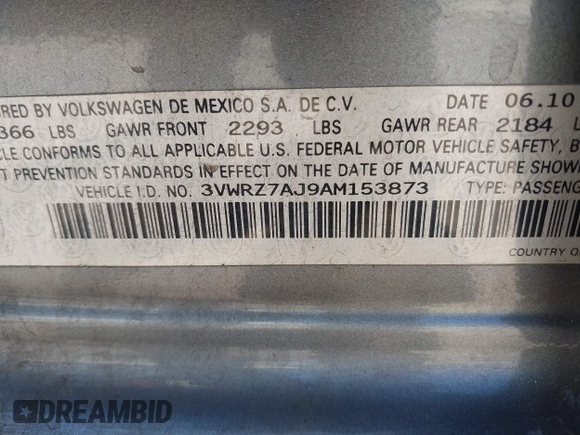 RED BY VOLKSWAGEN DE MEXICO S.A. DE C.V. DATE 06.10
366 LBS GAWR FRONT 2293 LBS GAWR REAR 2184 L
CLE CONFORMS TO ALL APPLICABLE U.S. FEDERAL MOTOR VEHICLE SAFETY, B
T PREVENTION STANDARDS IN EFFECT ON THE DATE OF MANUFACTURE SHOWN
VEHICLE I.D. NO. 3VWRZ7AJ9AM153873 TYPE: PASSENG
COUNTRY O
DREAMBID